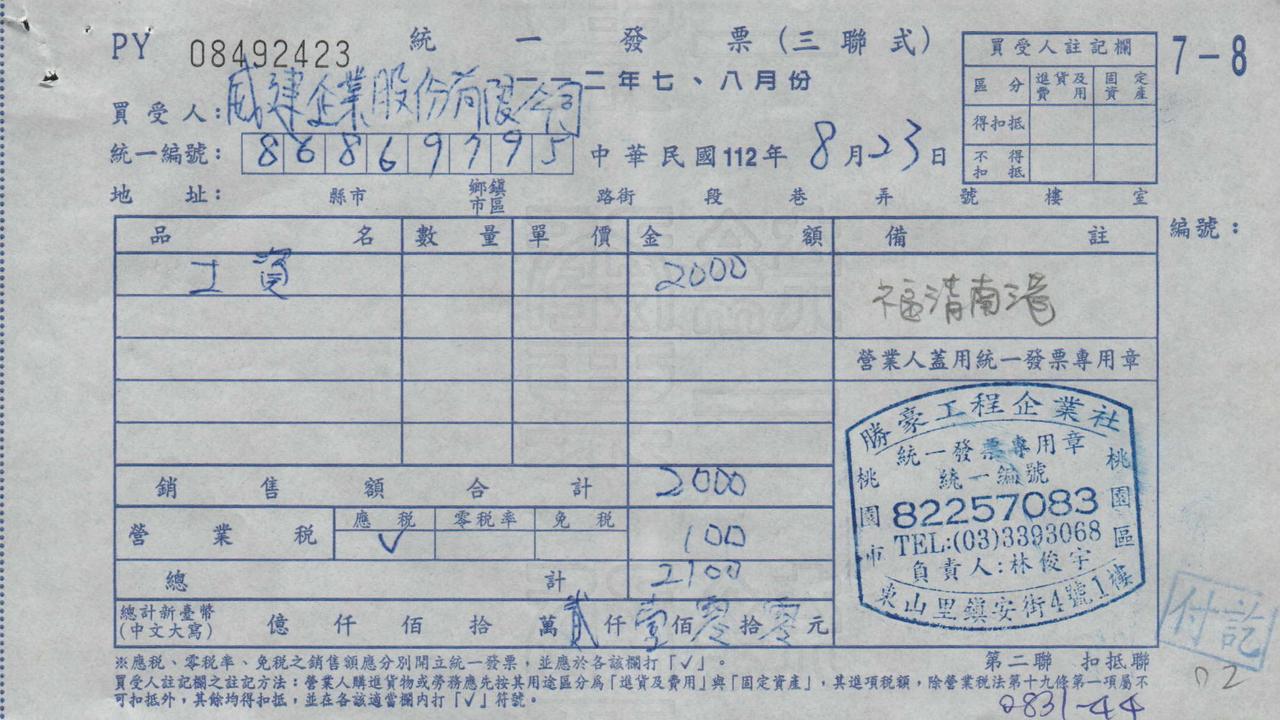 PY 08492423 統一發票(三聯式) 7-8
一一二年七、八月份
買受人註記欄
區分 進貨及費用 固定資產
得扣抵
不得扣抵
買受人:威建企業股份有限公司
統一編號:86869795 中華民國112年8月23日
地址: 縣市 鄉鎮市區 路街 段 巷 弄 號 樓 室
編號:
品名 數量 單價 金額 備註
工資 2000 福清南港
營業人蓋用統一發票專用章
銷售額合計 2000
營業稅 應稅 零稅率 免稅
✓ 100
總計 2100
總計新臺幣(中文大寫) 億 仟 佰 拾 萬 貳仟 壹佰 零拾 零元
勝豪工程企業社
統一發票專用章
統一編號
82257083
TEL:(03)3393068
負責人:林俊宇
桃園市桃園區
東山里鎮安街4號1樓
付訖
※應稅、零稅率、免稅之銷售額應分別開立統一發票,並應於各該欄打「✓」。
買受人註記欄之註記方法:營業人購進貨物或勞務應先按其用途區分為「進貨及費用」與「固定資產」,其進項稅額,除營業稅法第十九條第一項屬不
可扣抵外,其餘均得扣抵,並在各該適當欄內打「✓」符號。
第二聯 扣抵聯
0831-44